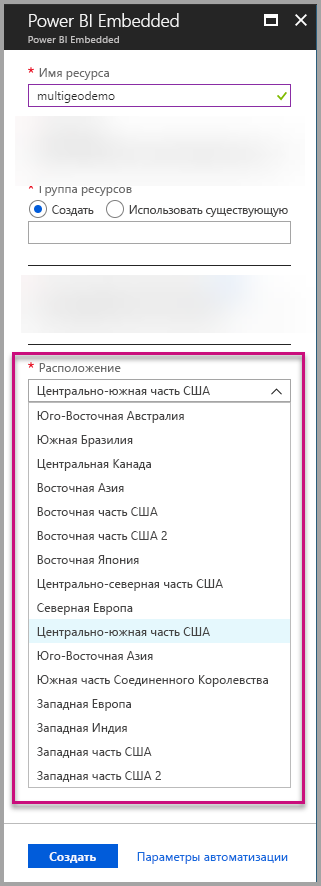 Power BI Embedded
Power BI Embedded
* Имя ресурса
multigeodemo
* Группа ресурсов
Создать Использовать существующую
* Расположение
Центрально-южная часть США
Юго-Восточная Австралия
Южная Бразилия
Центральная Канада
Восточная Азия
Восточная часть США
Восточная часть США 2
Восточная Япония
Центрально-северная часть США
Северная Европа
Центрально-южная часть США
Юго-Восточная Азия
Южная часть Соединенного Королевства
Западная Европа
Западная Индия
Западная часть США
Западная часть США 2
Создать Параметры автоматизации